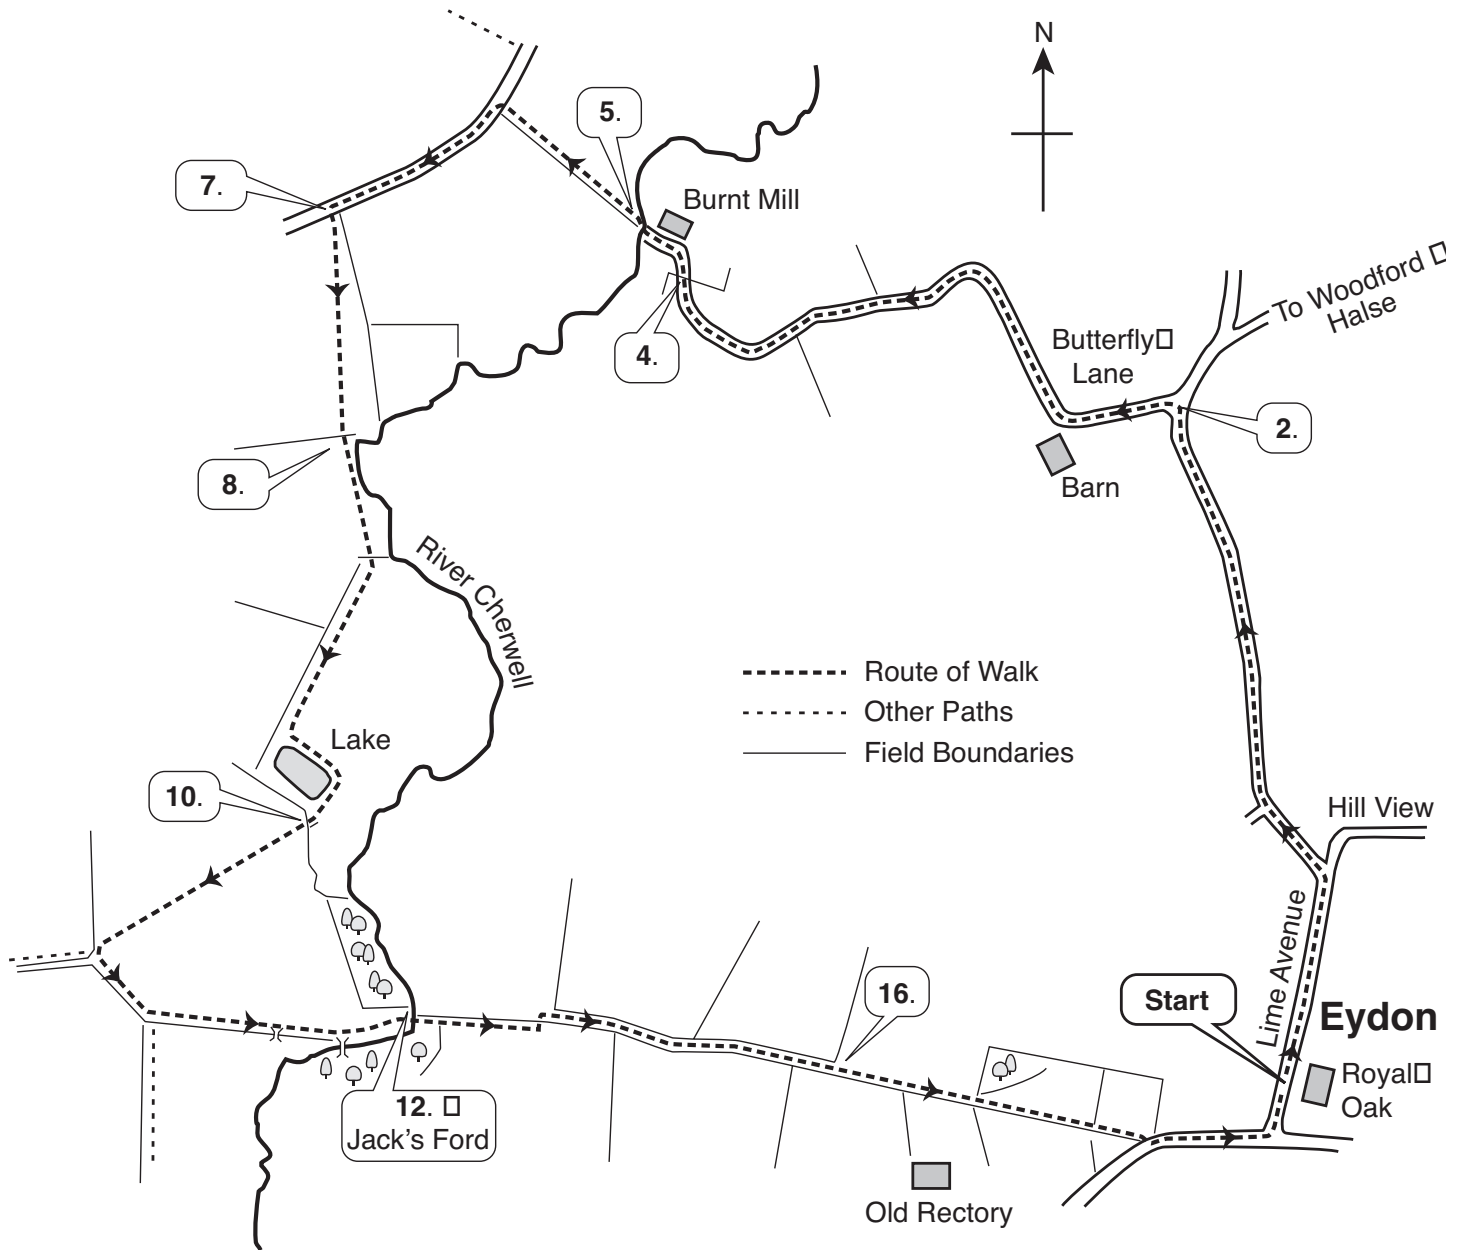 N
5.
7.
Burnt Mill
To Woodford
Halse
4.
Butterfly
Lane
2.
8.
Barn
River Cherwell
Route of Walk
Other Paths
Field Boundaries
Lake
10.
Hill View
Lime Avenue
16.
Start
Eydon
Royal
Oak
12.
Jack's Ford
Old Rectory